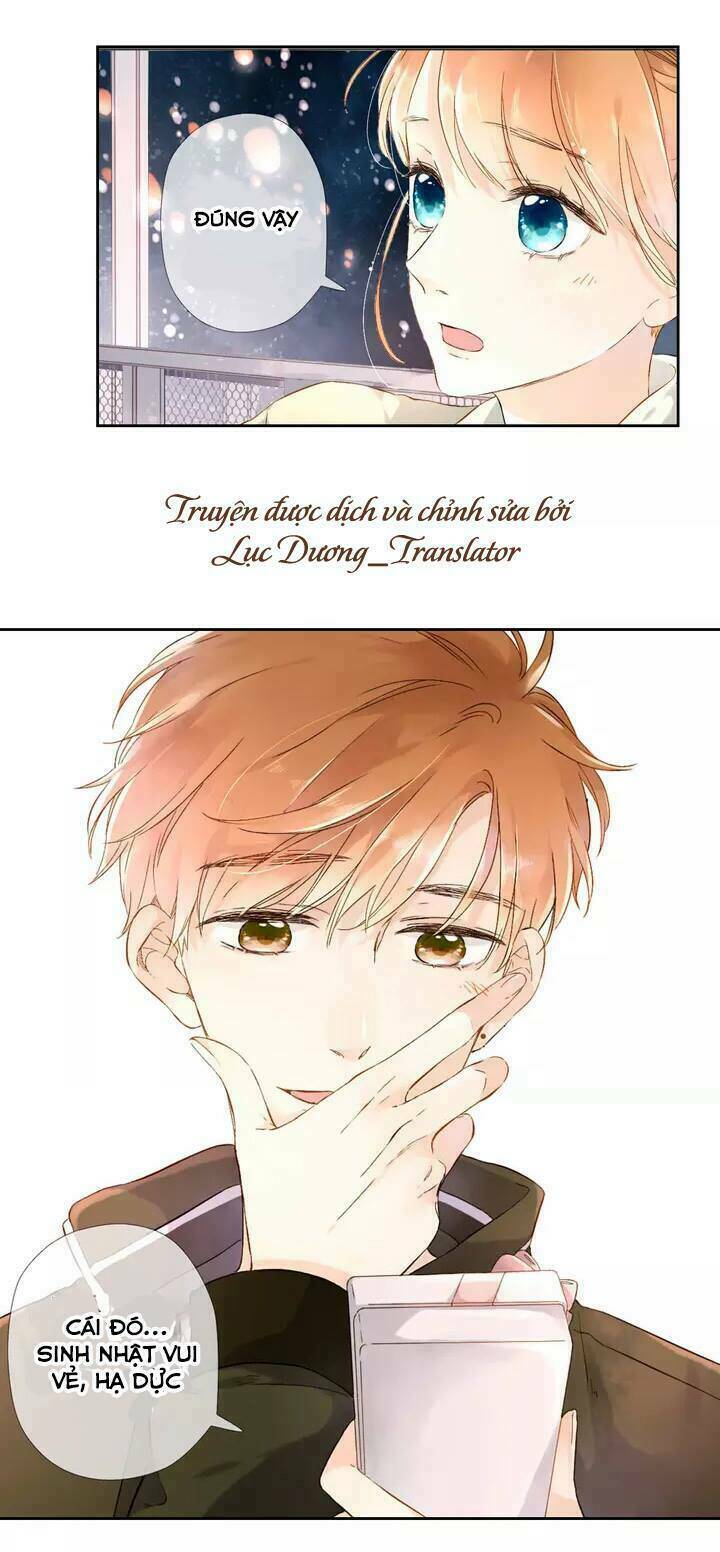 ĐÚNG VẬY
Truyện được dịch và chỉnh sửa bởi
Lục Dương_Translator
CÁI ĐÓ...
SINH NHẬT VUI
VẺ, HẠ DỰC